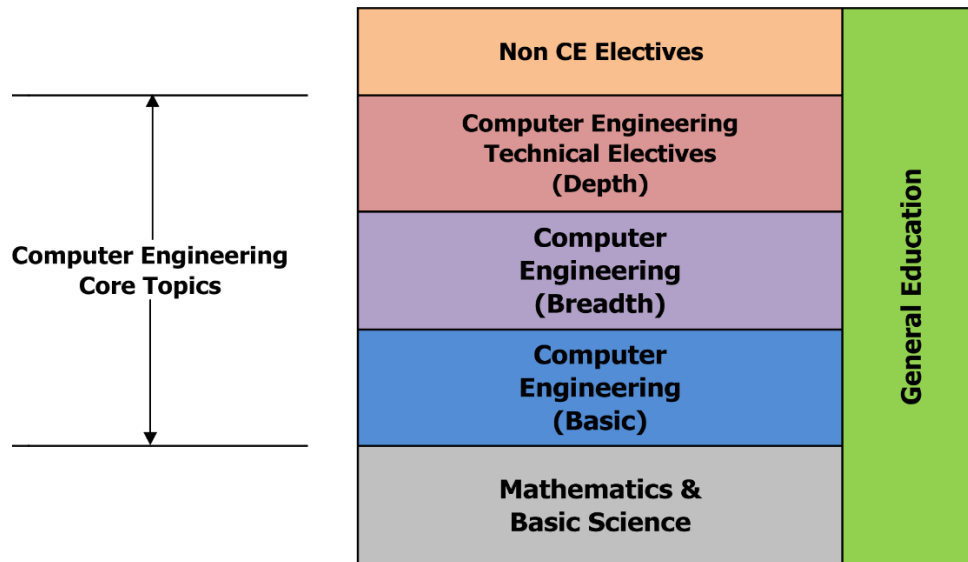 Non CE Electives
Computer Engineering
Technical Electives
(Depth)
Computer
Engineering
(Breadth)
Computer Engineering
Core Topics
Computer
Engineering
(Basic)
Mathematics &
Basic Science
General Education